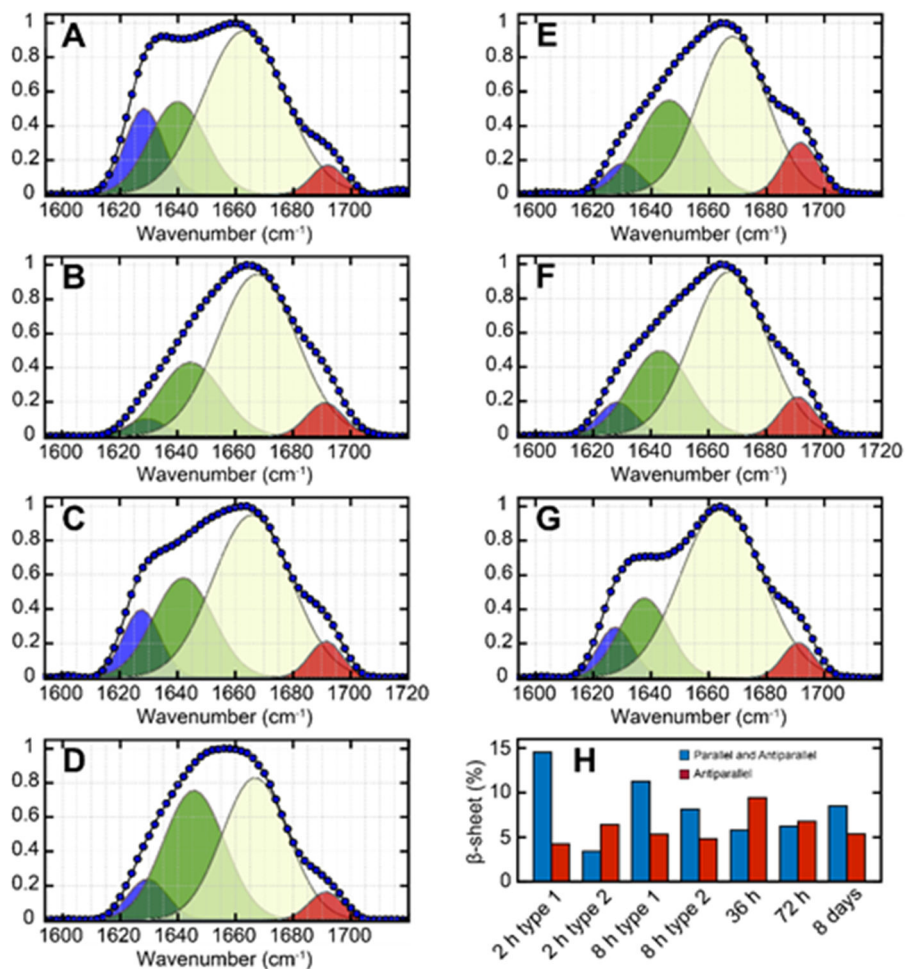 A
1
0.8
0.6
0.4
0.2
0
1600 1620 1640 1660 1680 1700
Wavenumber (cm⁻¹)
E
1
0.8
0.6
0.4
0.2
0
1600 1620 1640 1660 1680 1700
Wavenumber (cm⁻¹)
B
1
0.8
0.6
0.4
0.2
0
1600 1620 1640 1660 1680 1700
Wavenumber (cm⁻¹)
F
1
0.8
0.6
0.4
0.2
0
1600 1620 1640 1660 1680 1700 1720
Wavenumber (cm⁻¹)
C
1
0.8
0.6
0.4
0.2
0
1600 1620 1640 1660 1680 1700 1720
Wavenumber (cm⁻¹)
G
1
0.8
0.6
0.4
0.2
0
1600 1620 1640 1660 1680 1700
Wavenumber (cm⁻¹)
D
1
0.8
0.6
0.4
0.2
0
1600 1620 1640 1660 1680 1700
Wavenumber (cm⁻¹)
H
Parallel and Antiparallel
Antiparallel
β-sheet (%)
15
10
5
0
2 h type 1
2 h type 2
8 h type 1
8 h type 2
36 h
72 h
8 days